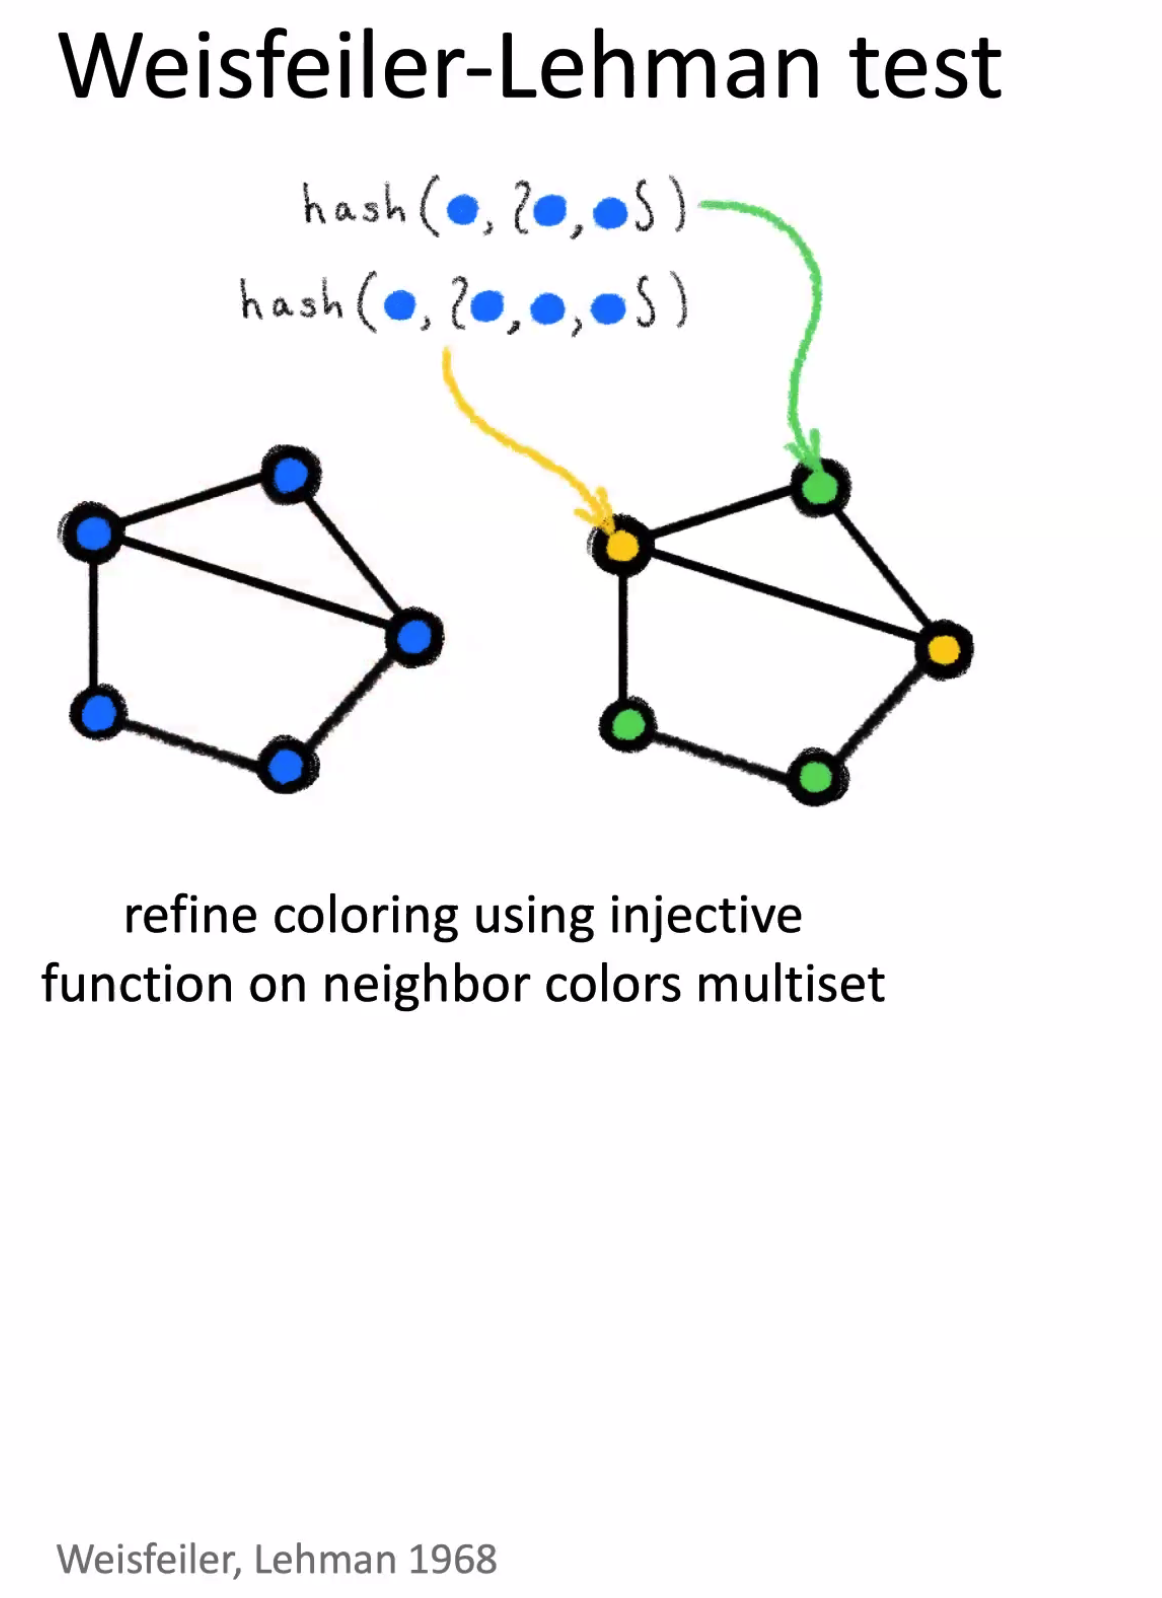 Weisfeiler-Lehman test
hash(●, {●, ●})
hash(●, {●, ●, ●})
refine coloring using injective
function on neighbor colors multiset
Weisfeiler, Lehman 1968